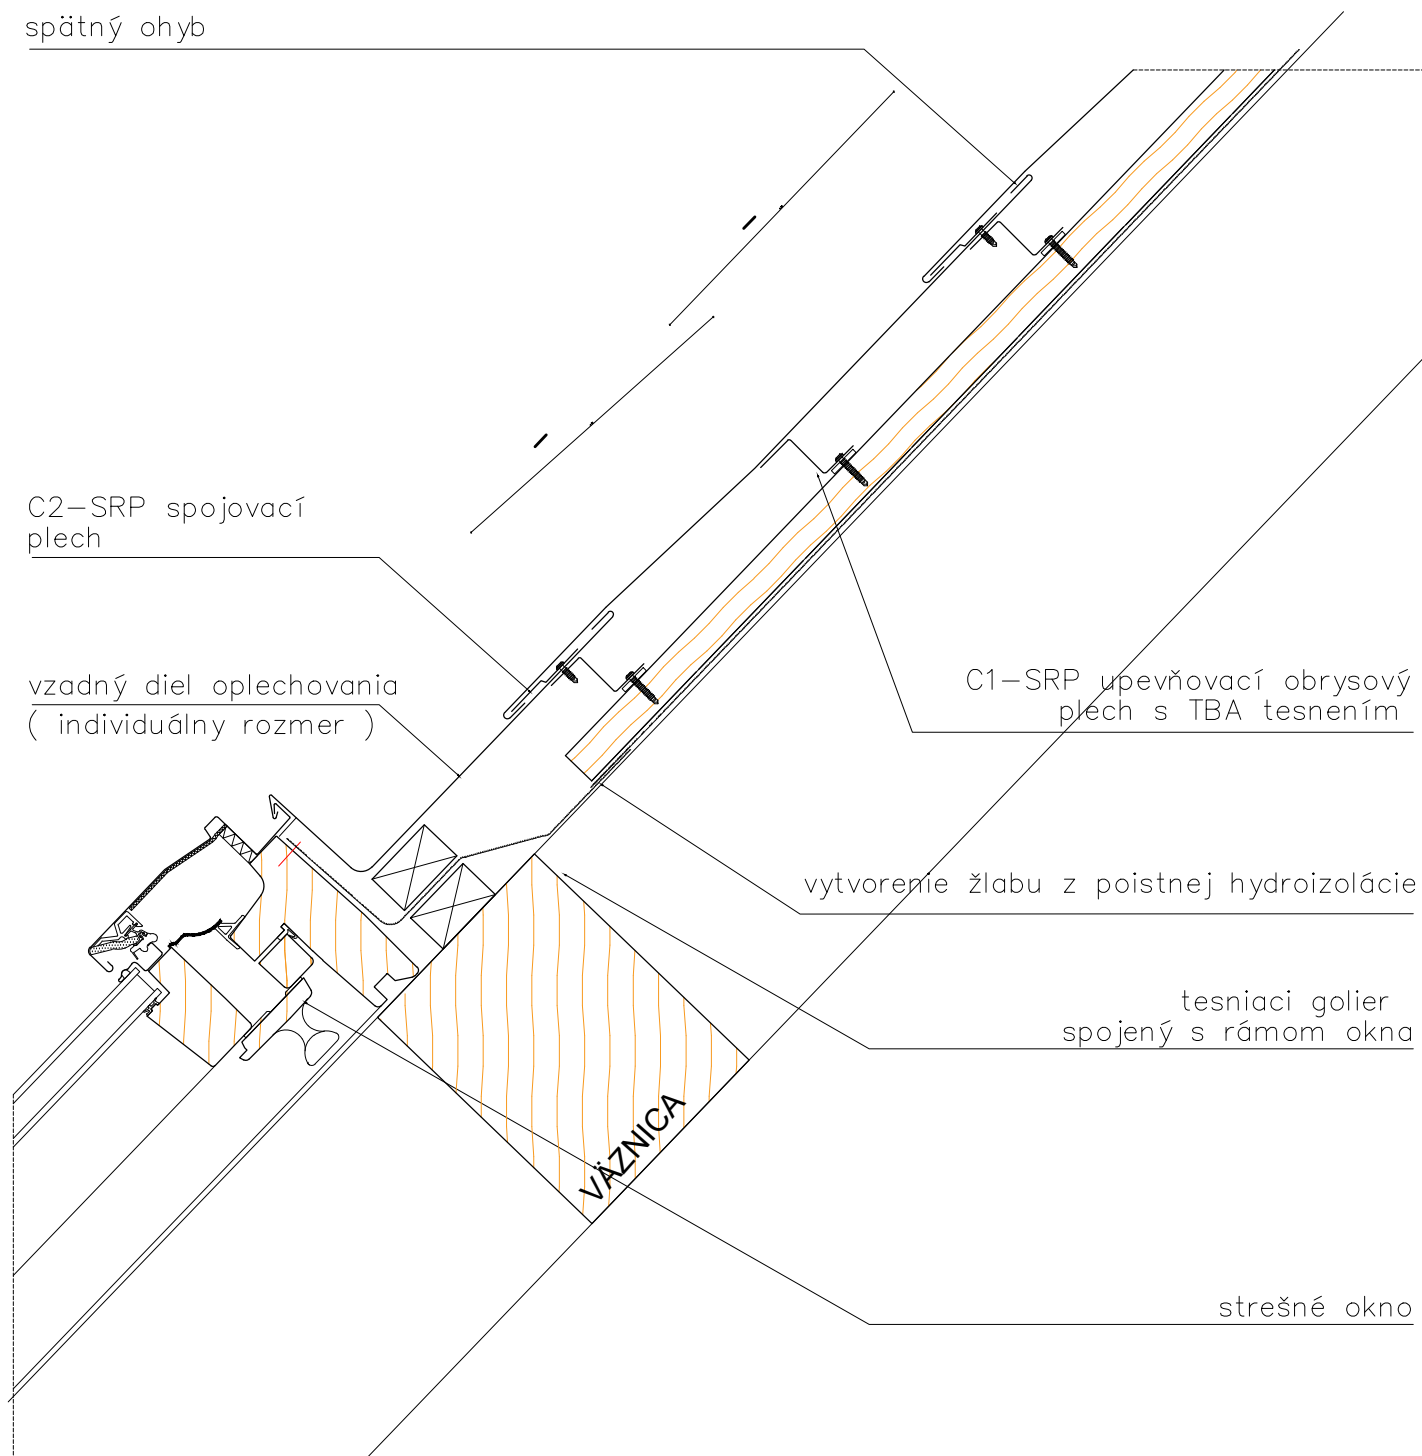 spätný ohyb
C2-SRP spojovací
plech
vzadný diel oplechovania
( individuálny rozmer )
C1-SRP upevňovací obrysový
plech s TBA tesnením
vytvorenie žlabu z poistnej hydroizolácie
tesniaci golier
spojený s rámom okna
VÄZNICA
strešné okno